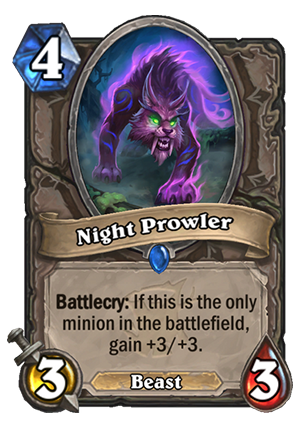 4
Night Prowler
Battlecry: If this is the only
minion in the battlefield,
gain +3/+3.
3
Beast
3